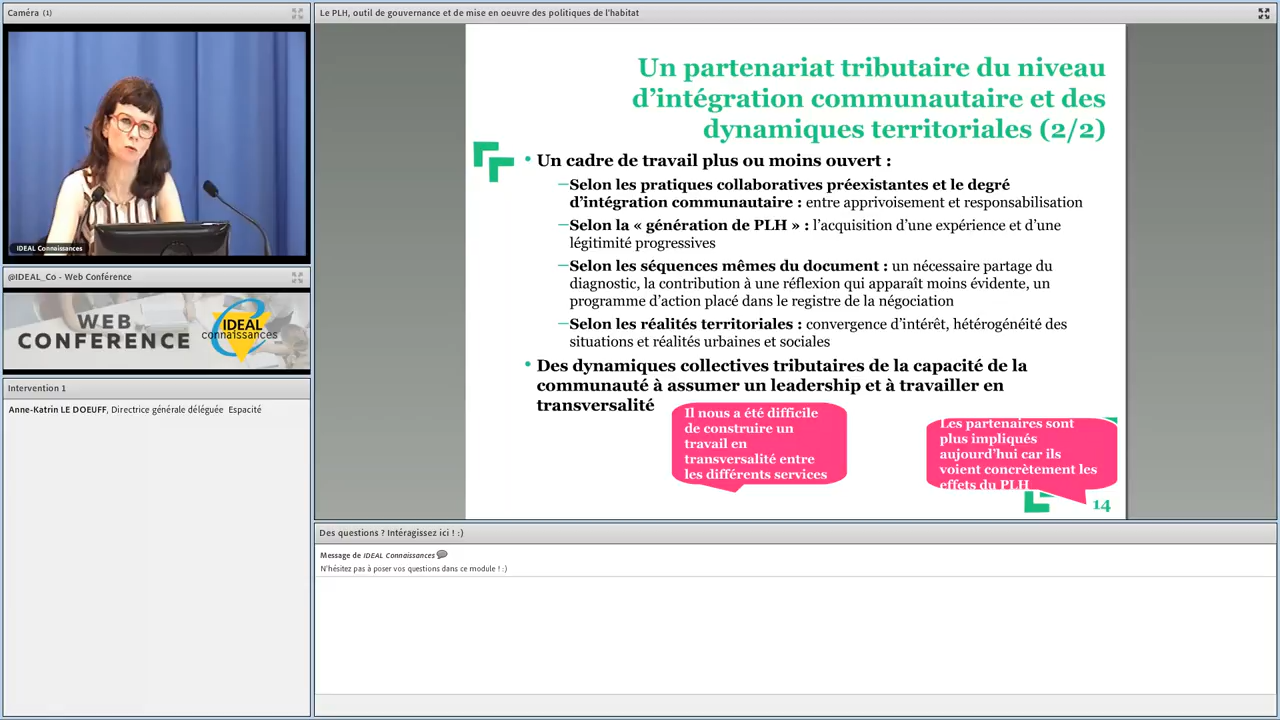 Caméra (1)
IDEAL Connaissances
@IDEAL_Co - Web Conférence
WEB
CONFERENCE
IDEAL
connaissances
Intervention 1
Anne-Katrin LE DOEUFF, Directrice générale déléguée Espacité
Le PLH, outil de gouvernance et de mise en oeuvre des politiques de l'habitat
Un partenariat tributaire du niveau
d’intégration communautaire et des
dynamiques territoriales (2/2)
• Un cadre de travail plus ou moins ouvert :
–Selon les pratiques collaboratives préexistantes et le degré
d’intégration communautaire : entre apprivoisement et responsabilisation
–Selon la « génération de PLH » : l’acquisition d’une expérience et d’une
légitimité progressives
–Selon les séquences mêmes du document : un nécessaire partage du
diagnostic, la contribution à une réflexion qui apparaît moins évidente, un
programme d’action placé dans le registre de la négociation
–Selon les réalités territoriales : convergence d’intérêt, hétérogénéité des
situations et réalités urbaines et sociales
• Des dynamiques collectives tributaires de la capacité de la
communauté à assumer un leadership et à travailler en
transversalité
Il nous a été difficile
de construire un
travail en
transversalité entre
les différents services
Les partenaires sont
plus impliqués
aujourd’hui car ils
voient concrètement les
effets du PLH
14
Des questions ? Intéragissez ici ! :)
Message de IDEAL Connaissances
N'hésitez pas à poser vos questions dans ce module ! :)